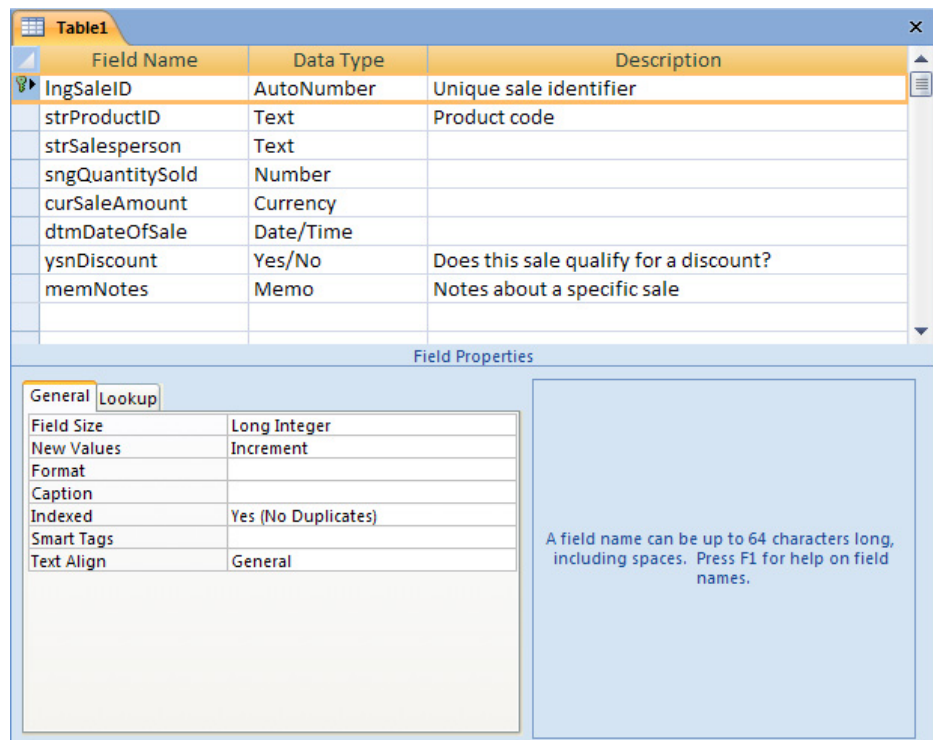 Table1
Field Name Data Type Description
lngSaleID AutoNumber Unique sale identifier
strProductID Text Product code
strSalesperson Text
sngQuantitySold Number
curSaleAmount Currency
dtmDateOfSale Date/Time
ysnDiscount Yes/No Does this sale qualify for a discount?
memNotes Memo Notes about a specific sale
Field Properties
General Lookup
Field Size Long Integer
New Values Increment
Format
Caption
Indexed Yes (No Duplicates)
Smart Tags
Text Align General
A field name can be up to 64 characters long,
including spaces. Press F1 for help on field
names.